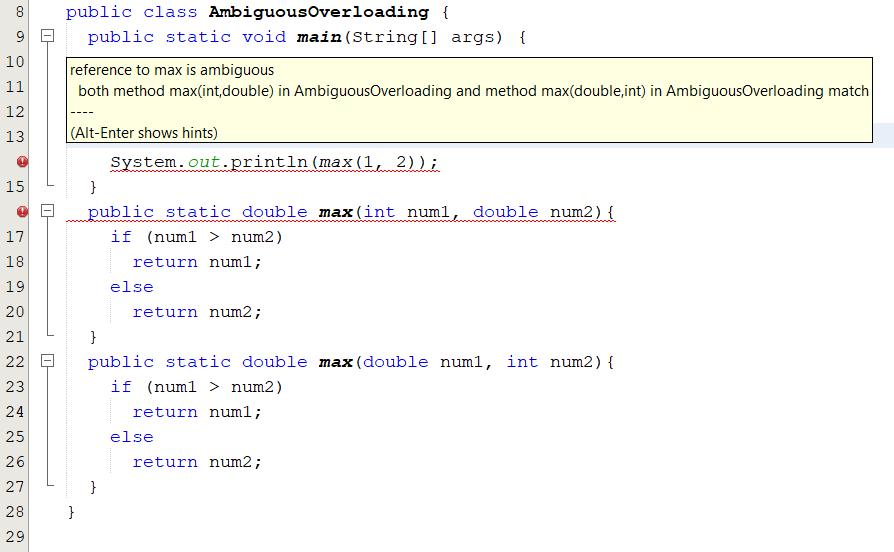 8 public class AmbiguousOverloading {
9 public static void main(String[] args) {
10
reference to max is ambiguous
11 both method max(int,double) in AmbiguousOverloading and method max(double,int) in AmbiguousOverloading match
12 ----
13 (Alt-Enter shows hints)
System.out.println(max(1, 2));
15 }
public static double max(int num1, double num2){
17 if (num1 > num2)
18 return num1;
19 else
20 return num2;
21 }
22 public static double max(double num1, int num2){
23 if (num1 > num2)
24 return num1;
25 else
26 return num2;
27 }
28 }
29